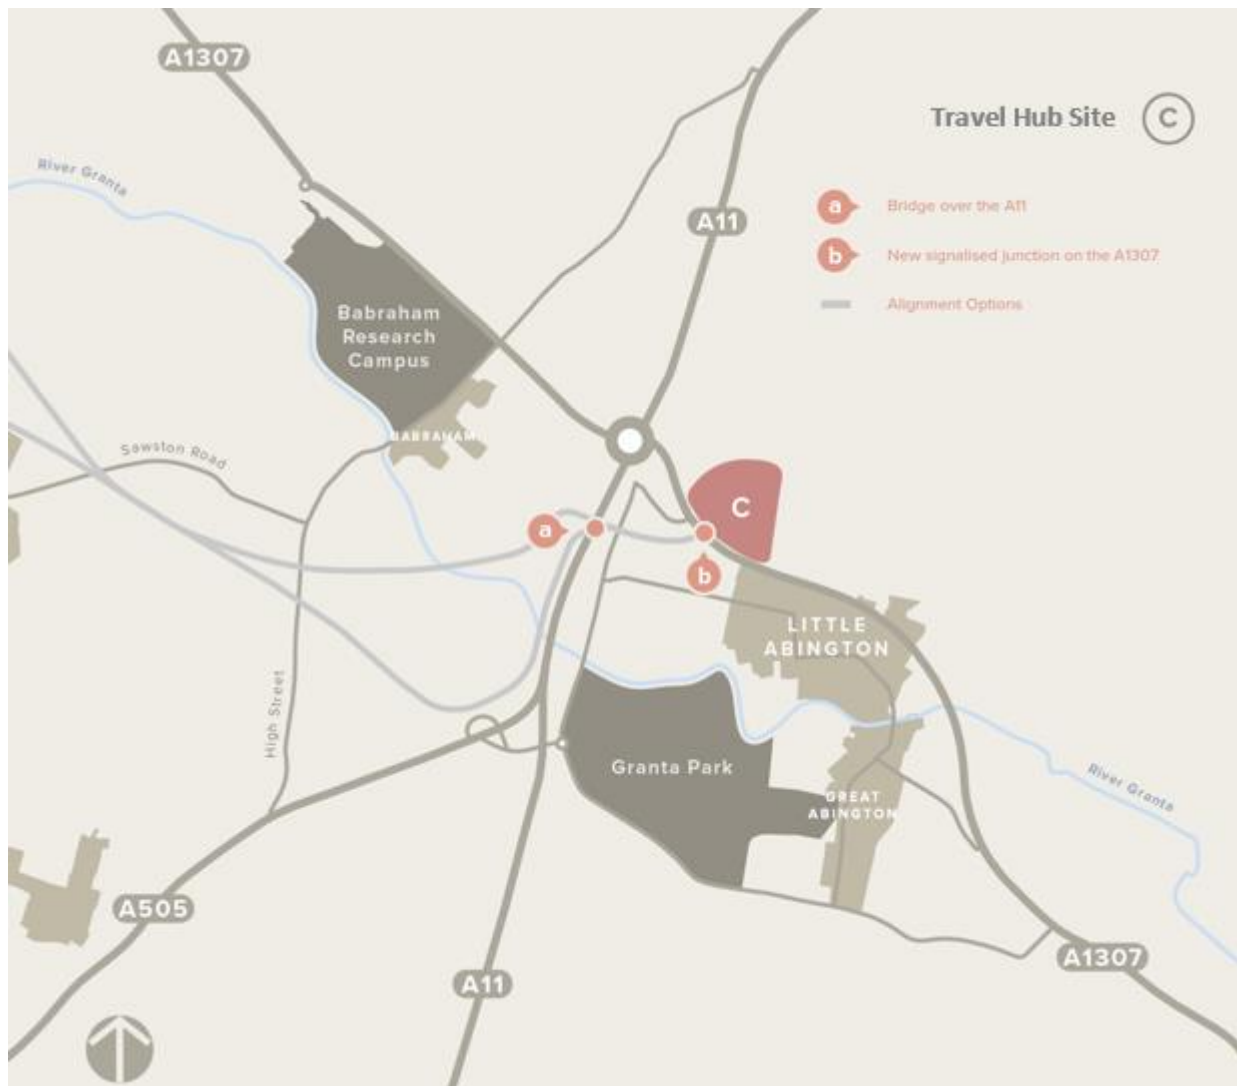 A1307
Travel Hub Site C
River Granta
a Bridge over the A11
A11
b New signalised junction on the A1307
Alignment Options
Babraham
Research
Campus
BABRAHAM
Sawston Road
C
a
b
LITTLE
ABINGTON
High Street
Granta Park
River Granta
GREAT
ABINGTON
A505
A1307
A11